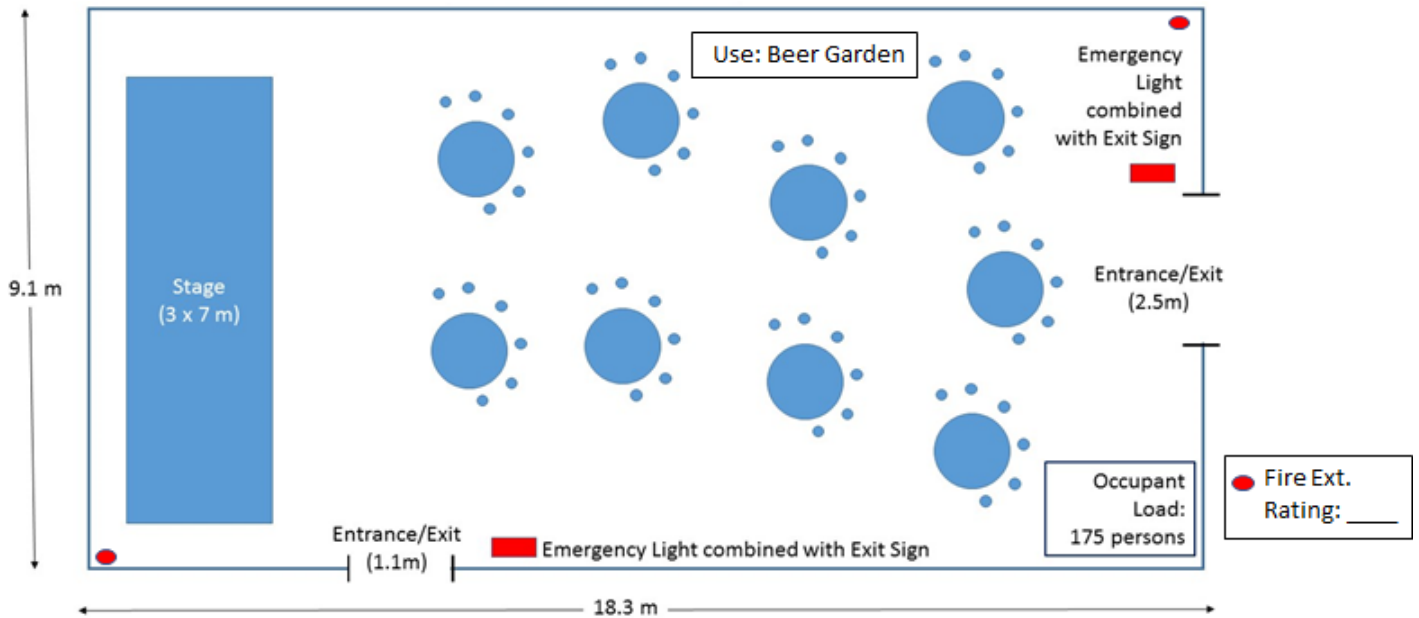 Use: Beer Garden
Emergency
Light
combined
with Exit Sign
9.1 m
Stage
(3 x 7 m)
Entrance/Exit
(2.5m)
Occupant
Load:
175 persons
Fire Ext.
Rating: ____
Entrance/Exit
(1.1m)
Emergency Light combined with Exit Sign
18.3 m